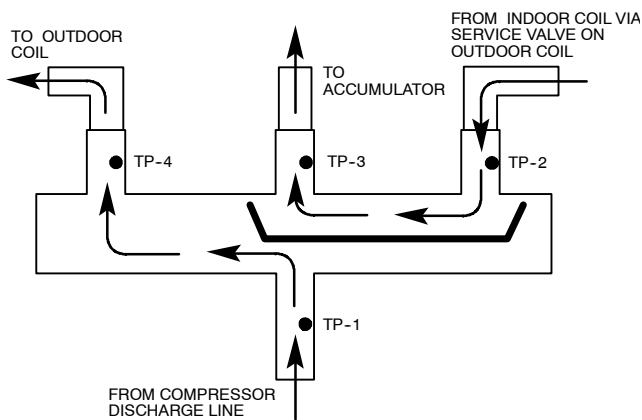 TO OUTDOOR
COIL
FROM INDOOR COIL VIA
SERVICE VALVE ON
OUTDOOR COIL
TO
ACCUMULATOR
TP-4
TP-3
TP-2
TP-1
FROM COMPRESSOR
DISCHARGE LINE